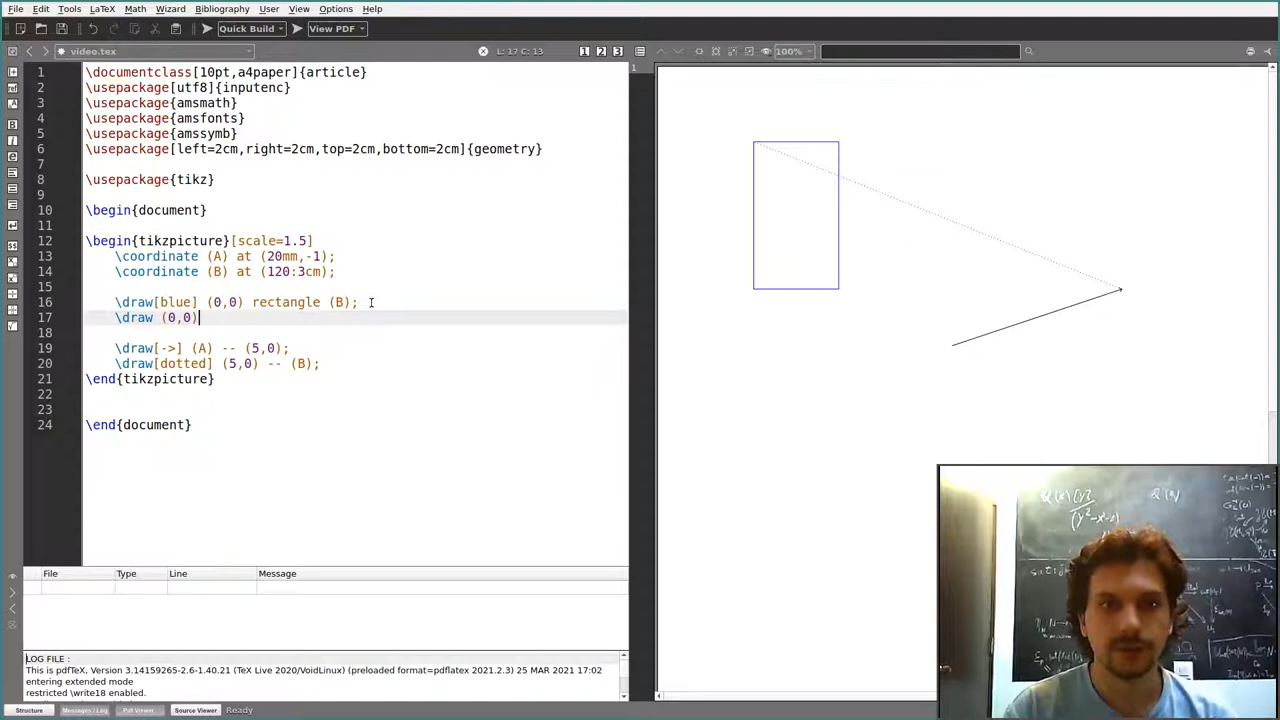 File Edit Tools LaTeX Math Wizard Bibliography User View Options Help
Quick Build View PDF
video.tex L: 17 C: 13 1 2 3 100%
1
1 \documentclass[10pt,a4paper]{article}
2 \usepackage[utf8]{inputenc}
3 \usepackage{amsmath}
4 \usepackage{amsfonts}
5 \usepackage{amssymb}
6 \usepackage[left=2cm,right=2cm,top=2cm,bottom=2cm]{geometry}
7
8 \usepackage{tikz}
9
10 \begin{document}
11
12 \begin{tikzpicture}[scale=1.5]
13 \coordinate (A) at (20mm,-1);
14 \coordinate (B) at (120:3cm);
15
16 \draw[blue] (0,0) rectangle (B);
17 \draw (0,0)
18
19 \draw[->] (A) -- (5,0);
20 \draw[dotted] (5,0) -- (B);
21 \end{tikzpicture}
22
23
24 \end{document}
File Type Line Message
LOG FILE :
This is pdfTeX, Version 3.14159265-2.6-1.40.21 (TeX Live 2020/VoidLinux) (preloaded format=pdflatex 2021.2.3) 25 MAR 2021 17:02
entering extended mode
restricted \write18 enabled.
Structure Messages / Log Pdf Viewer Source Viewer Ready